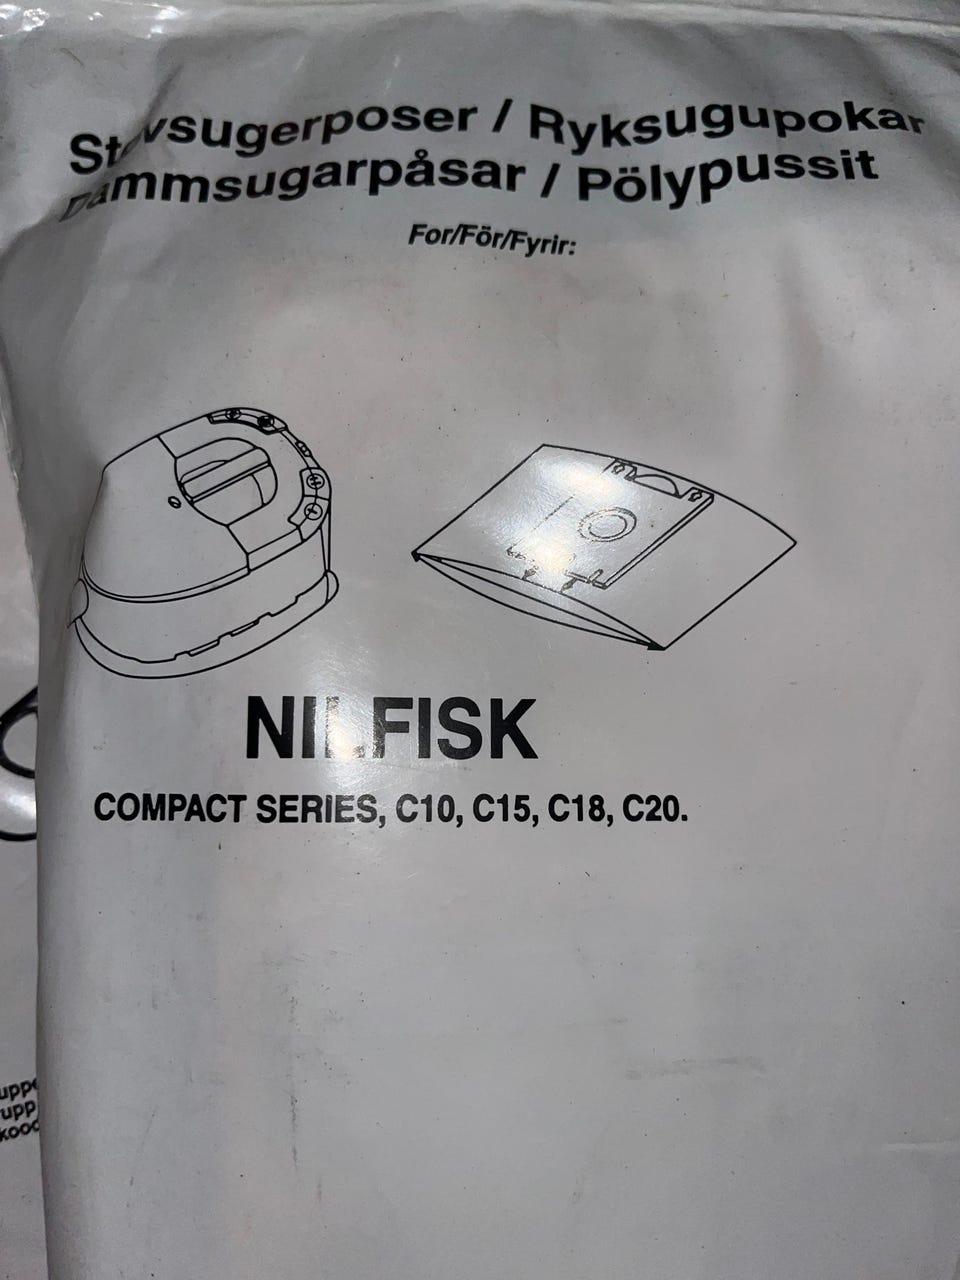 Støvsugerposer / Ryksugupokar
Dammsugarpåsar / Pölypussit
For/För/Fyrir:
NILFISK
COMPACT SERIES, C10, C15, C18, C20.